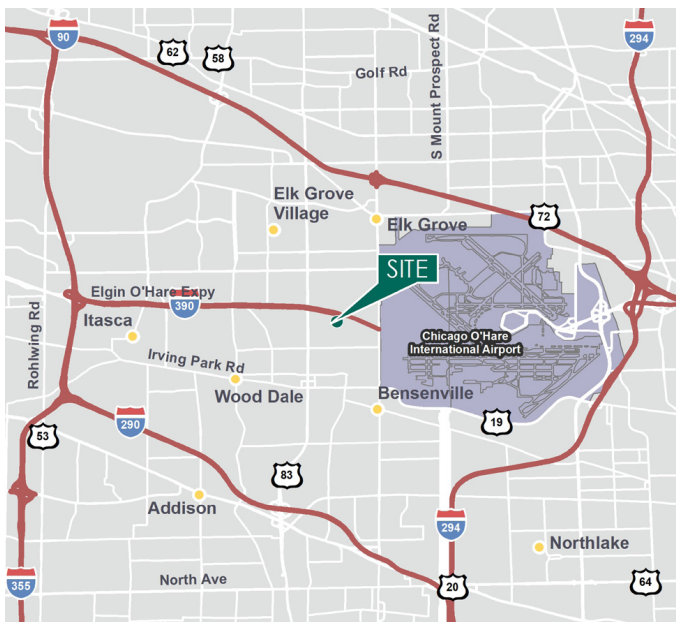 90
62
58
294
Golf Rd
S Mount Prospect Rd
Elk Grove
Village
Elk Grove
72
SITE
Elgin O'Hare Expy
390
Rohlwing Rd
Itasca
Irving Park Rd
Chicago O'Hare
International Airport
Wood Dale
Bensenville
19
53
290
83
Addison
294
Northlake
North Ave
355
20
64